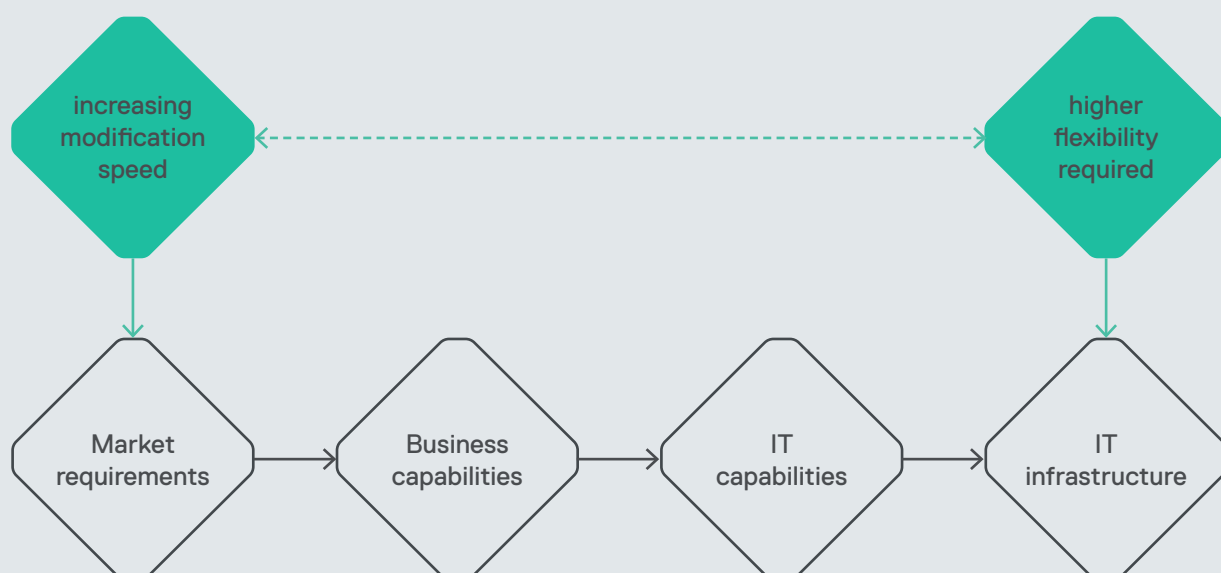 increasing
modification
speed
higher
flexibility
required
Market
requirements
Business
capabilities
IT
capabilities
IT
infrastructure